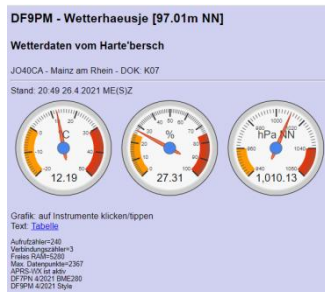 DF9PM - Wetterhaeusje [97.01m NN]
Wetterdaten vom Harte'bersch
JO40CA - Mainz am Rhein - DOK: K07
Stand: 20:49 26.4.2021 ME(S)Z
°C % hPa NN
12.19 27.31 1,010.13
Grafik: auf Instrumente klicken/tippen
Text: Tabelle
Aufrufzähler=240
Verbindungszähler=3
Freies RAM=5280
Max. Datenpunkte=2367
APRS-WX ist aktiv
DF7PN 4/2021 BME280
DF9PM 4/2021 Style